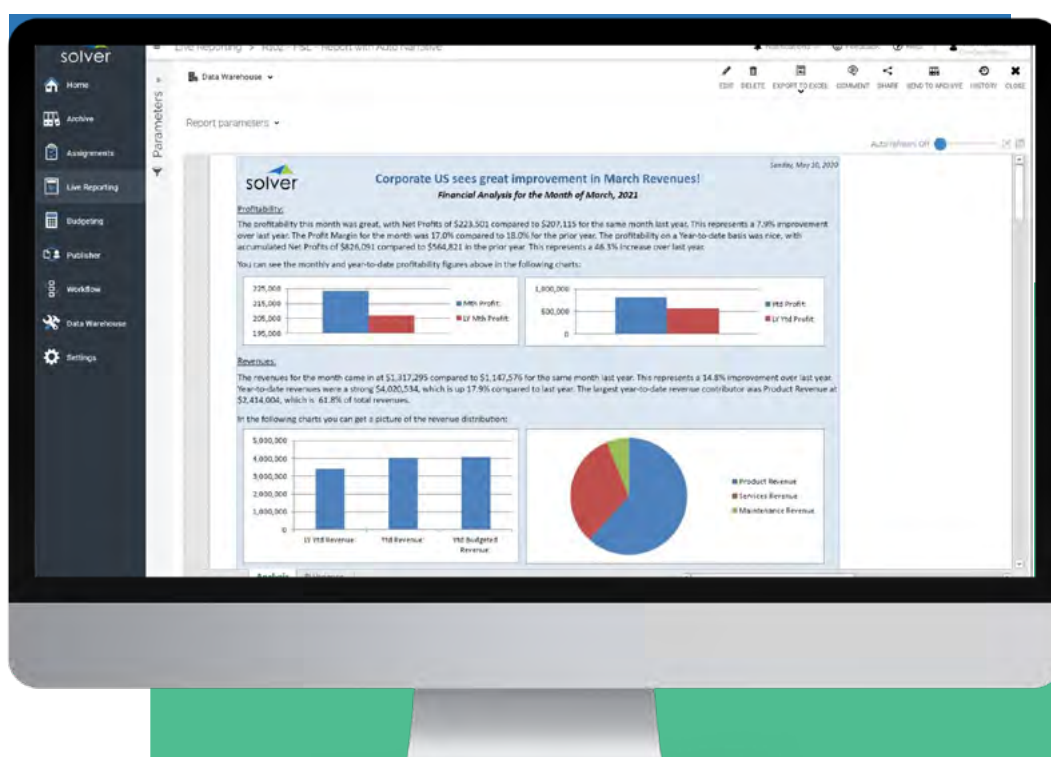 solver
Live Reporting > R102 - P&L - Report with Auto Narrative
Home
Archive
Assignments
Live Reporting
Budgeting
Publisher
Workflow
Data Warehouse
Settings
Parameters
Data Warehouse
EDIT DELETE EXPORT TO EXCEL COMMENT SHARE SEND TO ARCHIVE HISTORY CLOSE
Report parameters
Auto refresh Off
solver
Sunday, May 10, 2020
Corporate US sees great improvement in March Revenues!
Financial Analysis for the Month of March, 2021
Profitability:
The profitability this month was great, with Net Profits of $223,501 compared to $207,115 for the same month last year. This represents a 7.9% improvement
over last year. The Profit Margin for the month was 17.0% compared to 18.0% for the prior year. The profitability on a Year-to-date basis was nice, with
accumulated Net Profits of $826,091 compared to $564,821 in the prior year. This represents a 46.3% increase over last year.
You can see the monthly and year-to-date profitability figures above in the following charts:
225,000
215,000
205,000
195,000
Mth Profit
LY Mth Profit
1,000,000
500,000
0
Ytd Profit
LY Ytd Profit
Revenues:
The revenues for the month came in at $1,317,295 compared to $1,147,576 for the same month last year. This represents a 14.8% improvement over last year.
Year-to-date revenues were a strong $4,020,534, which is up 17.9% compared to last year. The largest year-to-date revenue contributor was Product Revenue at
$2,414,004, which is 61.8% of total revenues.
In the following charts you can get a picture of the revenue distribution:
5,000,000
4,000,000
3,000,000
2,000,000
1,000,000
0
LY Ytd Revenue
Ytd Revenue
Ytd Budgeted
Revenue
Product Revenue
Services Revenue
Maintenance Revenue
Analysis